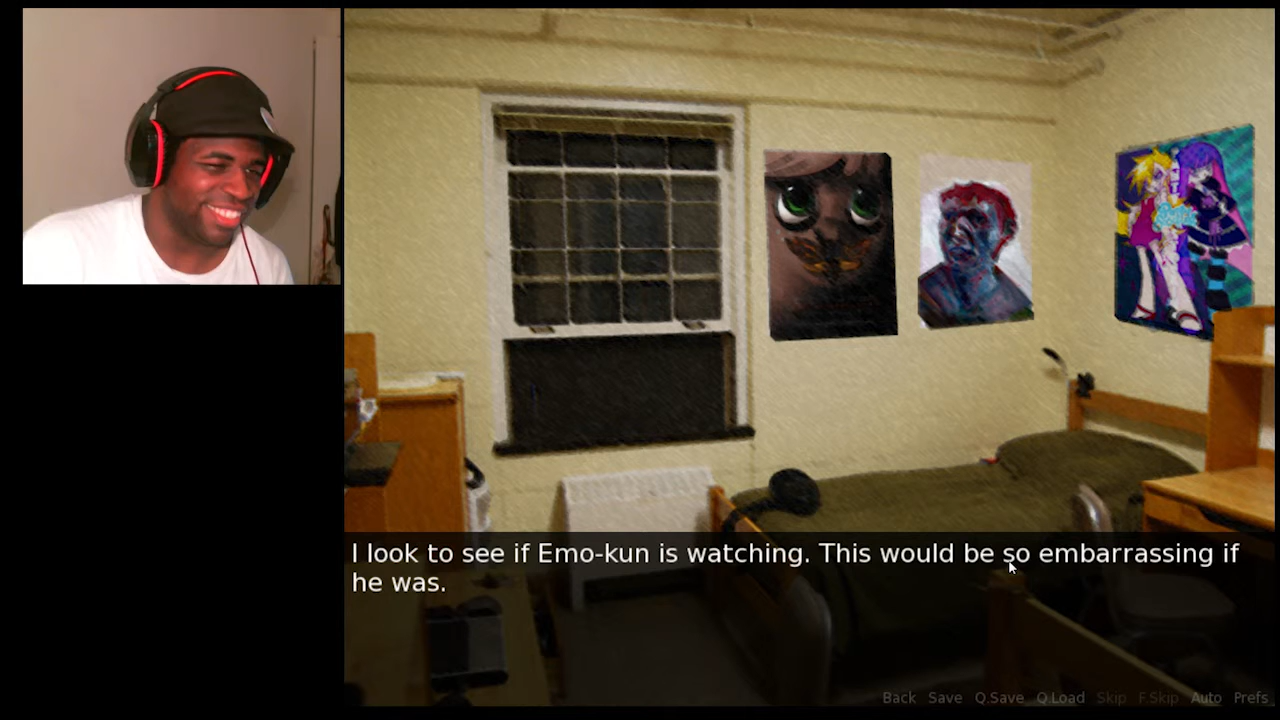 I look to see if Emo-kun is watching. This would be so embarrassing if
he was.
Back Save Q.Save Q.Load Skip F.Skip Auto Prefs